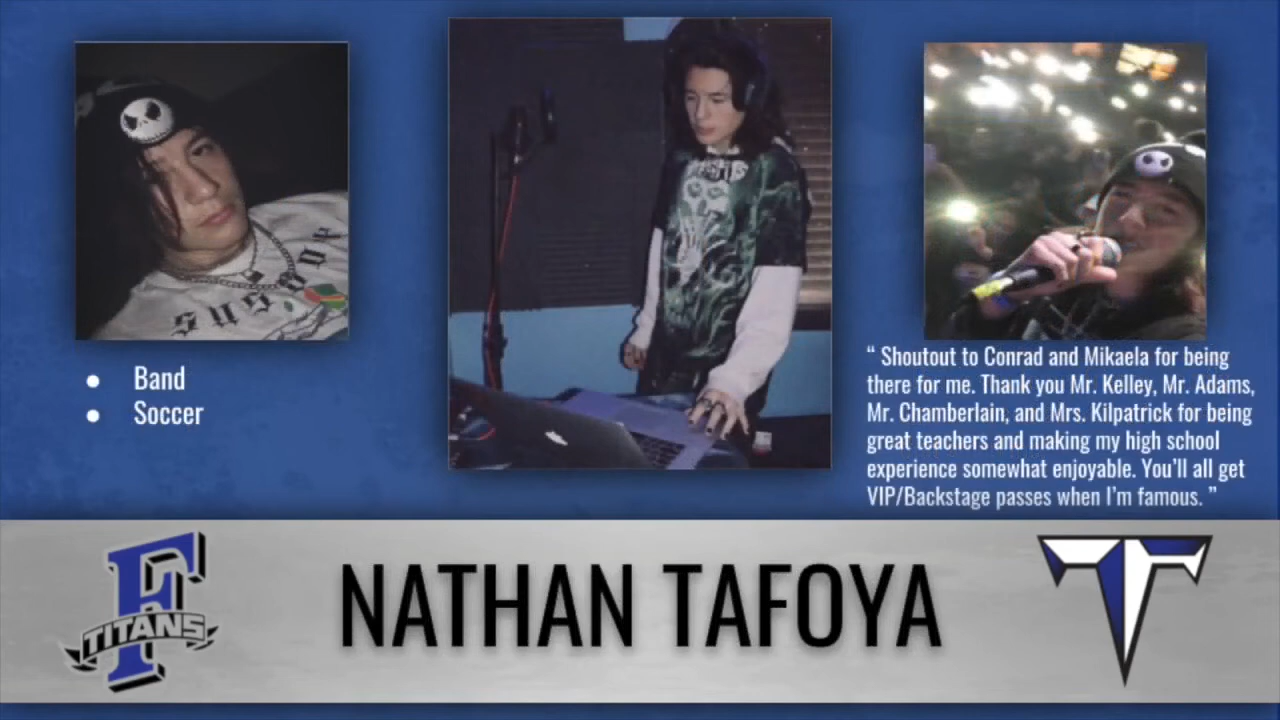 Band
Soccer
“ Shoutout to Conrad and Mikaela for being
there for me. Thank you Mr. Kelley, Mr. Adams,
Mr. Chamberlain, and Mrs. Kilpatrick for being
great teachers and making my high school
experience somewhat enjoyable. You’ll all get
VIP/Backstage passes when I’m famous. ”
F
TITANS
NATHAN TAFOYA